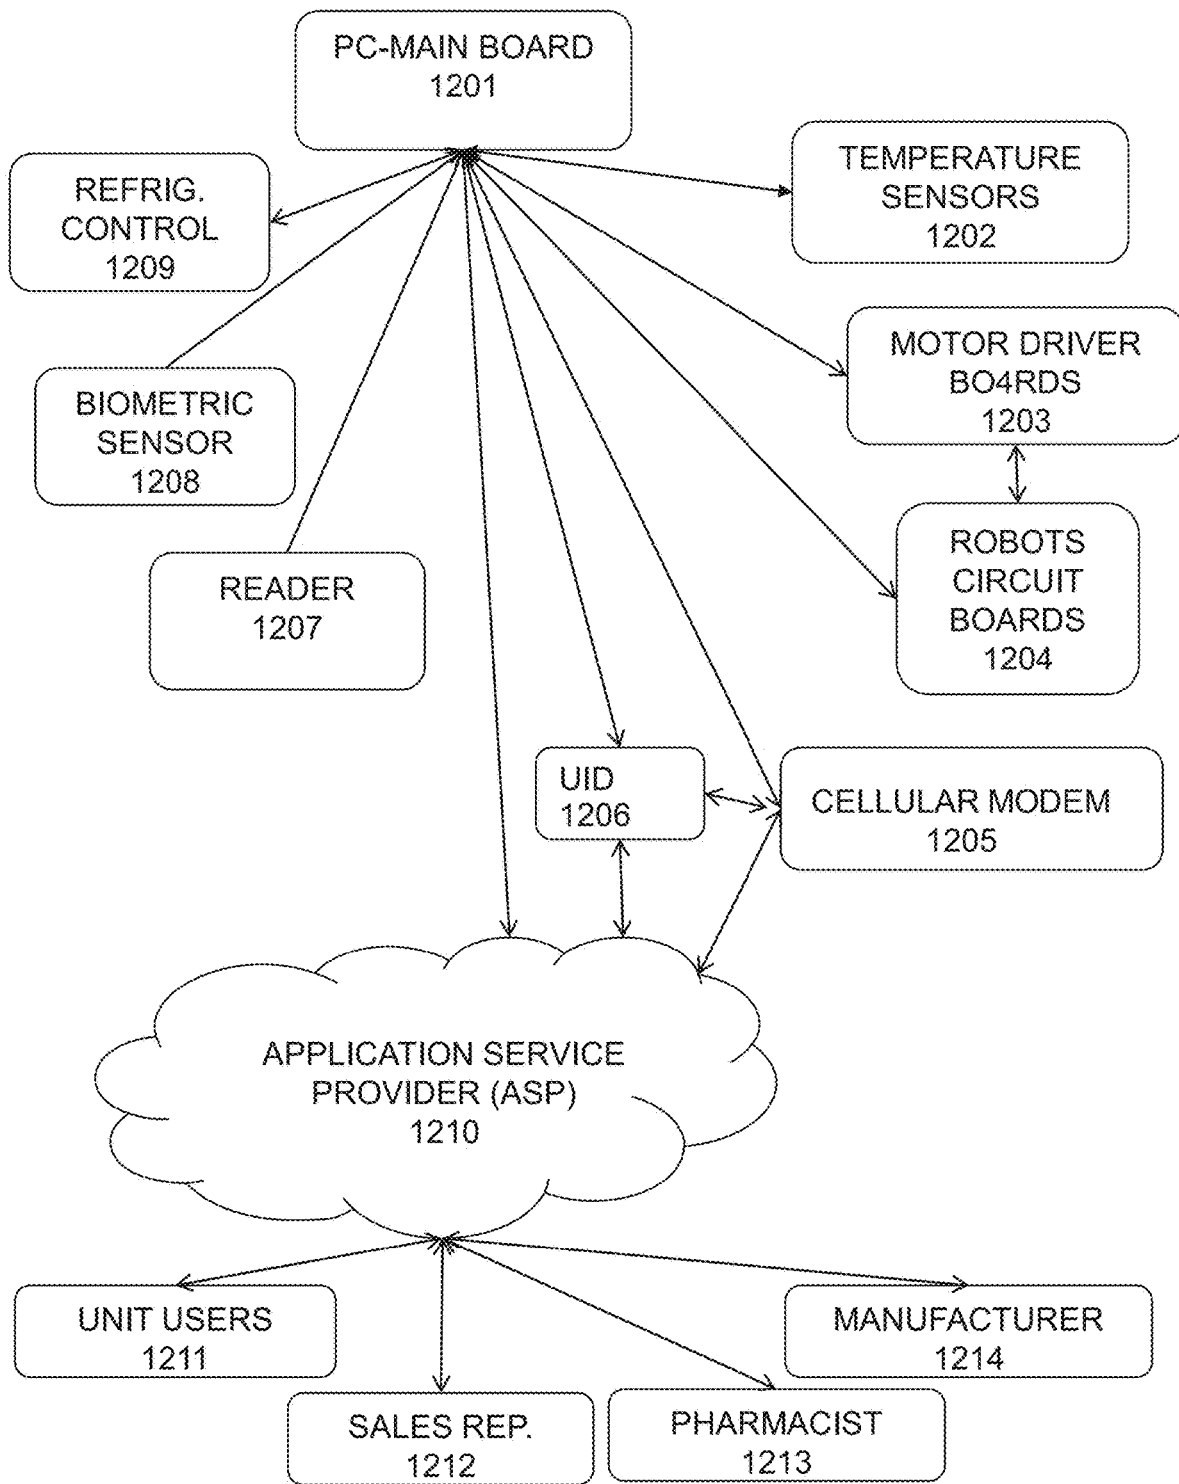 PC-MAIN BOARD
1201
TEMPERATURE
SENSORS
1202
REFRIG.
CONTROL
1209
MOTOR DRIVER
BO4RDS
1203
BIOMETRIC
SENSOR
1208
ROBOTS
CIRCUIT
BOARDS
1204
READER
1207
UID
1206
CELLULAR MODEM
1205
APPLICATION SERVICE
PROVIDER (ASP)
1210
UNIT USERS
1211
MANUFACTURER
1214
SALES REP.
1212
PHARMACIST
1213